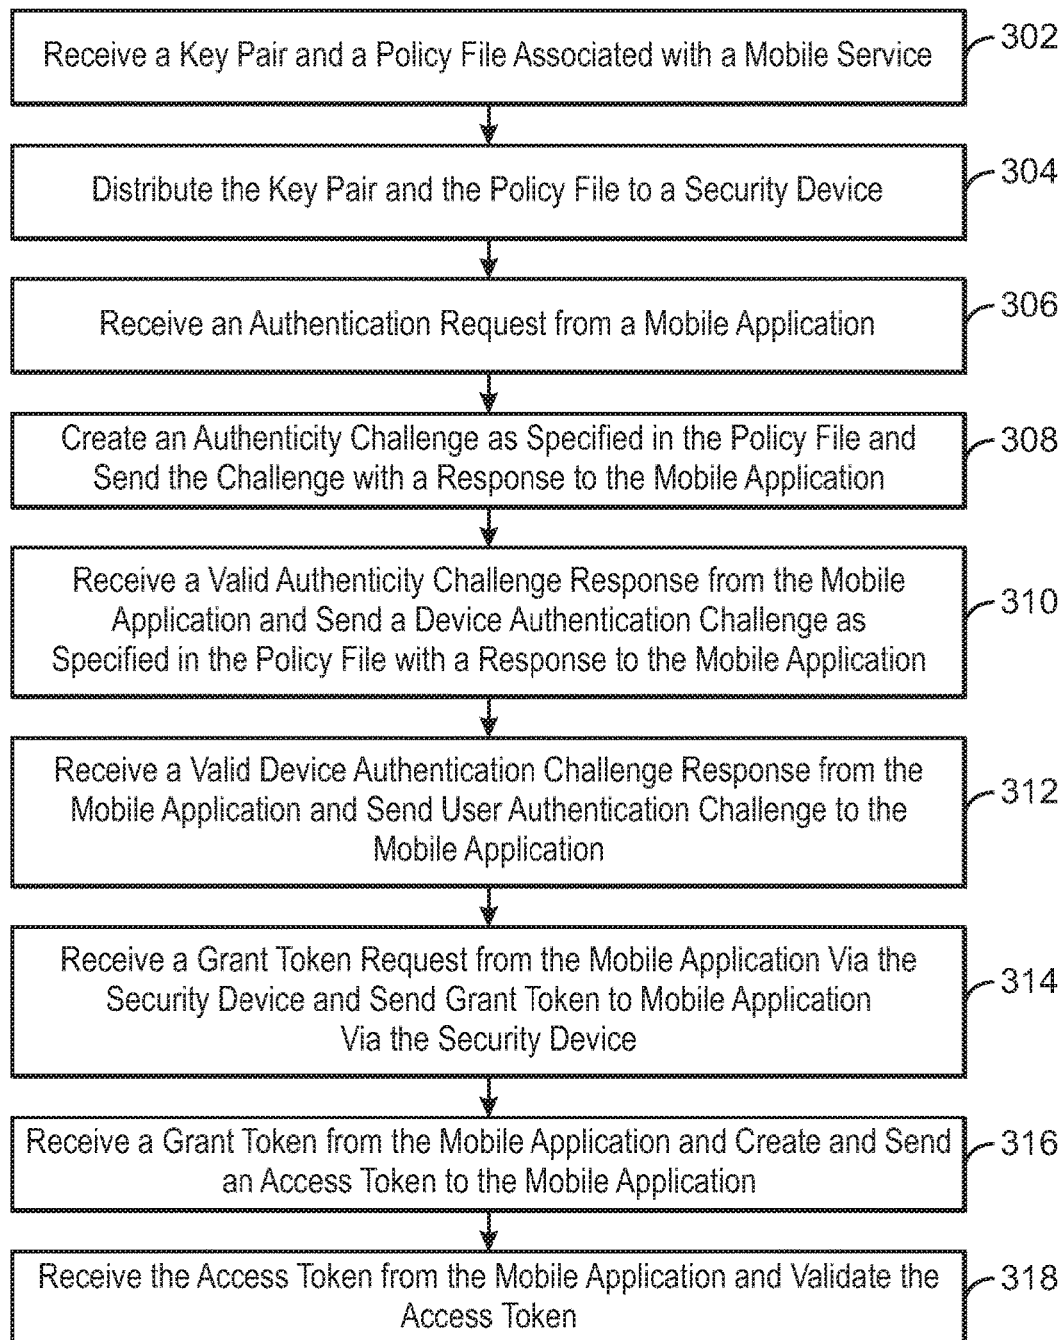 Receive a Key Pair and a Policy File Associated with a Mobile Service
302
Distribute the Key Pair and the Policy File to a Security Device
304
Receive an Authentication Request from a Mobile Application
306
Create an Authenticity Challenge as Specified in the Policy File and
Send the Challenge with a Response to the Mobile Application
308
Receive a Valid Authenticity Challenge Response from the Mobile
Application and Send a Device Authentication Challenge as
Specified in the Policy File with a Response to the Mobile Application
310
Receive a Valid Device Authentication Challenge Response from the
Mobile Application and Send User Authentication Challenge to the
Mobile Application
312
Receive a Grant Token Request from the Mobile Application Via the
Security Device and Send Grant Token to Mobile Application
Via the Security Device
314
Receive a Grant Token from the Mobile Application and Create and Send
an Access Token to the Mobile Application
316
Receive the Access Token from the Mobile Application and Validate the
Access Token
318